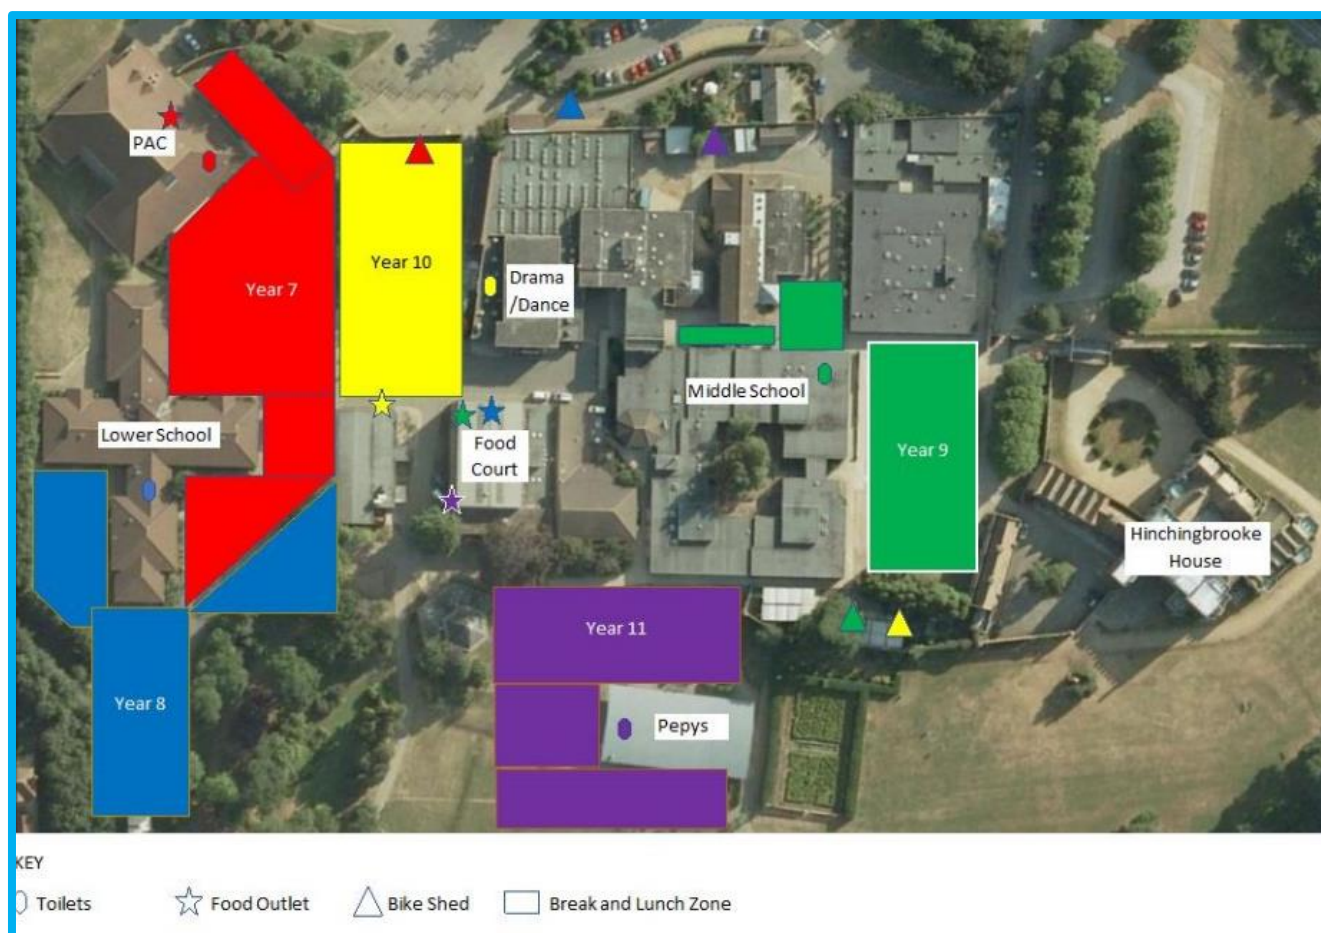 PAC
Year 7
Year 10
Drama
/Dance
Middle School
Lower School
Food
Court
Year 9
Hinchingbrooke
House
Year 11
Year 8
Pepys
KEY
Toilets
Food Outlet
Bike Shed
Break and Lunch Zone